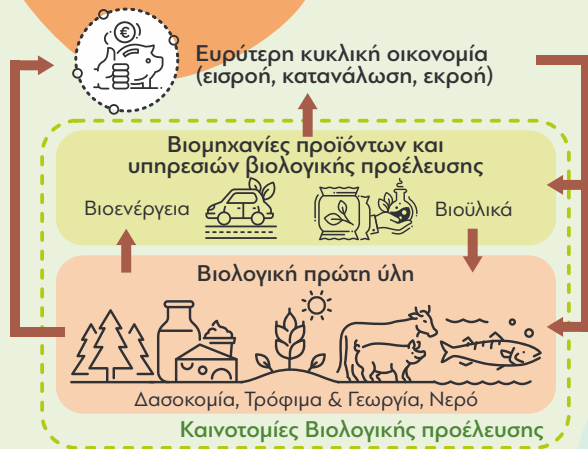 €
Ευρύτερη κυκλική οικονομία
(εισροή, κατανάλωση, εκροή)
Βιομηχανίες προϊόντων και
υπηρεσιών βιολογικής προέλευσης
Βιοενέργεια
Βιοϋλικά
Βιολογική πρώτη ύλη
Δασοκομία, Τρόφιμα & Γεωργία, Νερό
Καινοτομίες Βιολογικής προέλευσης